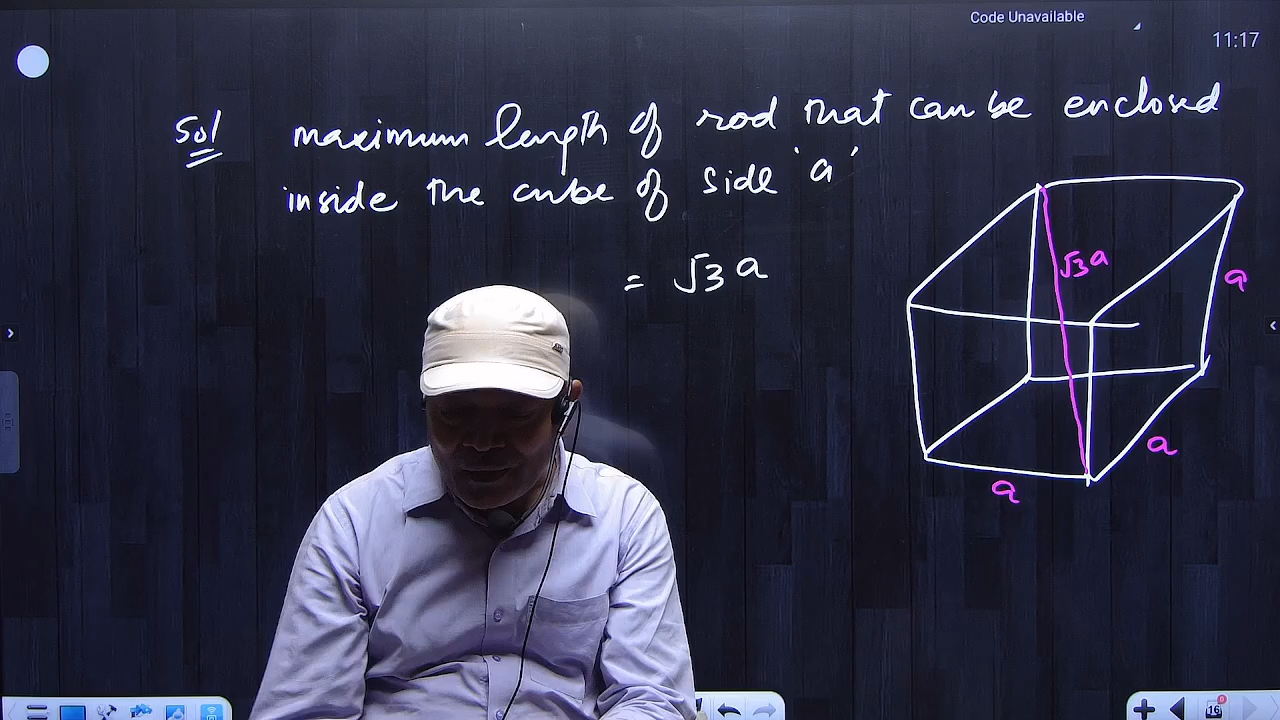 Code Unavailable
11:17
Sol maximum length of rod that can be enclosed
inside the cube of side 'a'
= √3 a
√3 a
a
a
a
16